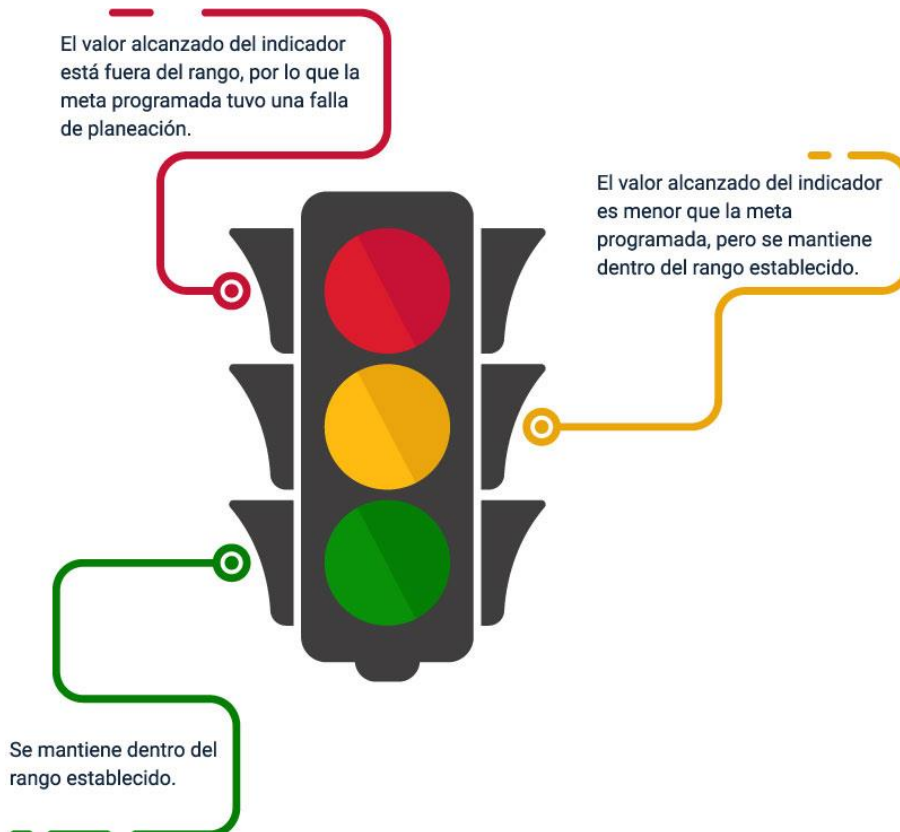 El valor alcanzado del indicador
está fuera del rango, por lo que la
meta programada tuvo una falla
de planeación.
El valor alcanzado del indicador
es menor que la meta
programada, pero se mantiene
dentro del rango establecido.
Se mantiene dentro del
rango establecido.